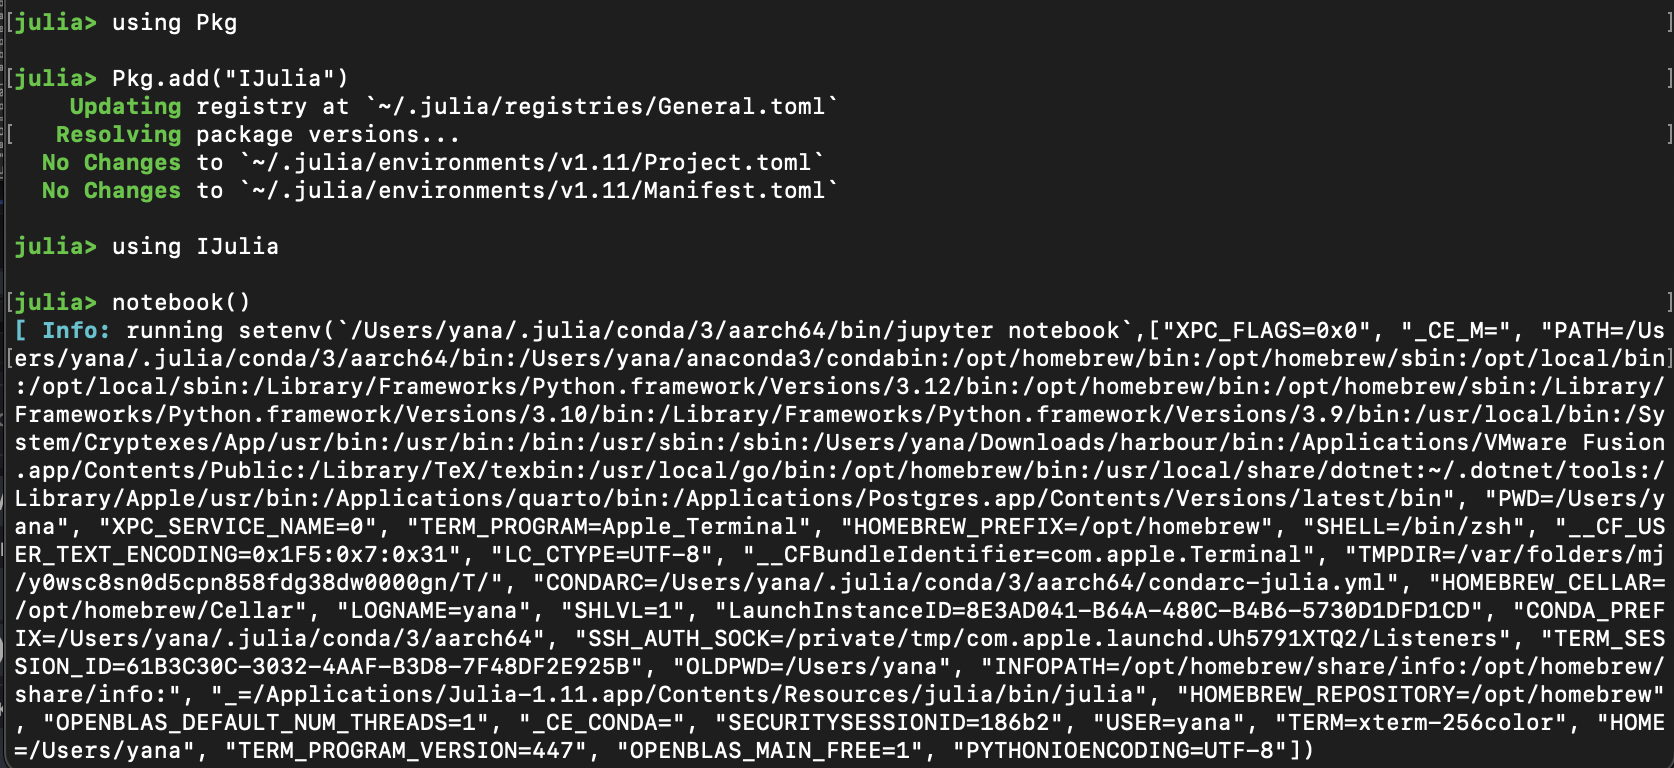 julia> using Pkg
julia> Pkg.add("IJulia")
Updating registry at `~/.julia/registries/General.toml`
Resolving package versions...
No Changes to `~/.julia/environments/v1.11/Project.toml`
No Changes to `~/.julia/environments/v1.11/Manifest.toml`
julia> using IJulia
julia> notebook()
[ Info: running setenv(`/Users/yana/.julia/conda/3/aarch64/bin/jupyter notebook`,["XPC_FLAGS=0x0", "_CE_M=", "PATH=/Us
ers/yana/.julia/conda/3/aarch64/bin:/Users/yana/anaconda3/condabin:/opt/homebrew/bin:/opt/homebrew/sbin:/opt/local/bin
:/opt/local/sbin:/Library/Frameworks/Python.framework/Versions/3.12/bin:/opt/homebrew/bin:/opt/homebrew/sbin:/Library/
Frameworks/Python.framework/Versions/3.10/bin:/Library/Frameworks/Python.framework/Versions/3.9/bin:/usr/local/bin:/Sy
stem/Cryptexes/App/usr/bin:/usr/bin:/bin:/usr/sbin:/sbin:/Users/yana/Downloads/harbour/bin:/Applications/VMware Fusion
.app/Contents/Public:/Library/TeX/texbin:/usr/local/go/bin:/opt/homebrew/bin:/usr/local/share/dotnet:~/.dotnet/tools:/
Library/Apple/usr/bin:/Applications/quarto/bin:/Applications/Postgres.app/Contents/Versions/latest/bin", "PWD=/Users/y
ana", "XPC_SERVICE_NAME=0", "TERM_PROGRAM=Apple_Terminal", "HOMEBREW_PREFIX=/opt/homebrew", "SHELL=/bin/zsh", "__CF_US
ER_TEXT_ENCODING=0x1F5:0x7:0x31", "LC_CTYPE=UTF-8", "__CFBundleIdentifier=com.apple.Terminal", "TMPDIR=/var/folders/mj
/y0wsc8sn0d5cpn858fdg38dw0000gn/T/", "CONDARC=/Users/yana/.julia/conda/3/aarch64/condarc-julia.yml", "HOMEBREW_CELLAR=
/opt/homebrew/Cellar", "LOGNAME=yana", "SHLVL=1", "LaunchInstanceID=8E3AD041-B64A-480C-B4B6-5730D1DFD1CD", "CONDA_PREF
IX=/Users/yana/.julia/conda/3/aarch64", "SSH_AUTH_SOCK=/private/tmp/com.apple.launchd.Uh5791XTQ2/Listeners", "TERM_SES
SION_ID=61B3C30C-3032-4AAF-B3D8-7F48DF2E925B", "OLDPWD=/Users/yana", "INFOPATH=/opt/homebrew/share/info:/opt/homebrew/
share/info:", "_=/Applications/Julia-1.11.app/Contents/Resources/julia/bin/julia", "HOMEBREW_REPOSITORY=/opt/homebrew"
, "OPENBLAS_DEFAULT_NUM_THREADS=1", "_CE_CONDA=", "SECURITYSESSIONID=186b2", "USER=yana", "TERM=xterm-256color", "HOME
=/Users/yana", "TERM_PROGRAM_VERSION=447", "OPENBLAS_MAIN_FREE=1", "PYTHONIOENCODING=UTF-8"])